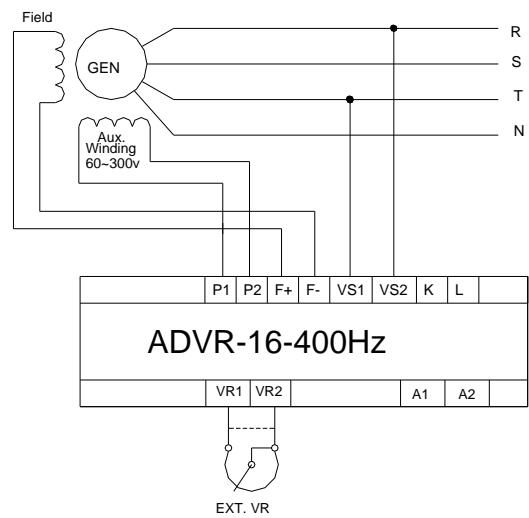 Field
GEN
R
S
T
N
Aux.
Winding
60~300v
P1 P2 F+ F- VS1 VS2 K L
ADVR-16-400Hz
VR1 VR2 A1 A2
EXT. VR